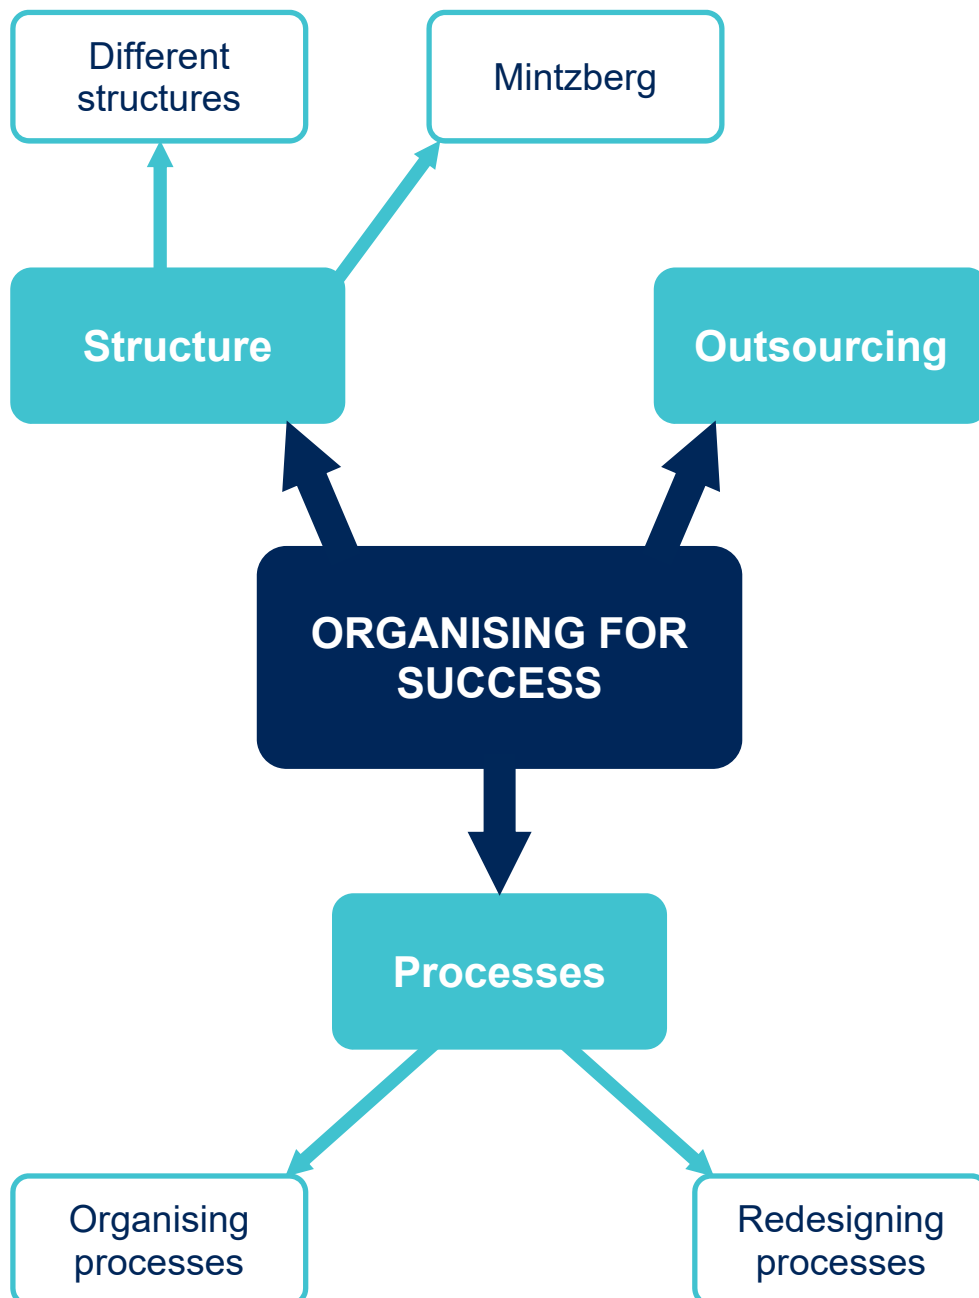 Different
structures
Mintzberg
Structure
Outsourcing
ORGANISING FOR
SUCCESS
Processes
Organising
processes
Redesigning
processes